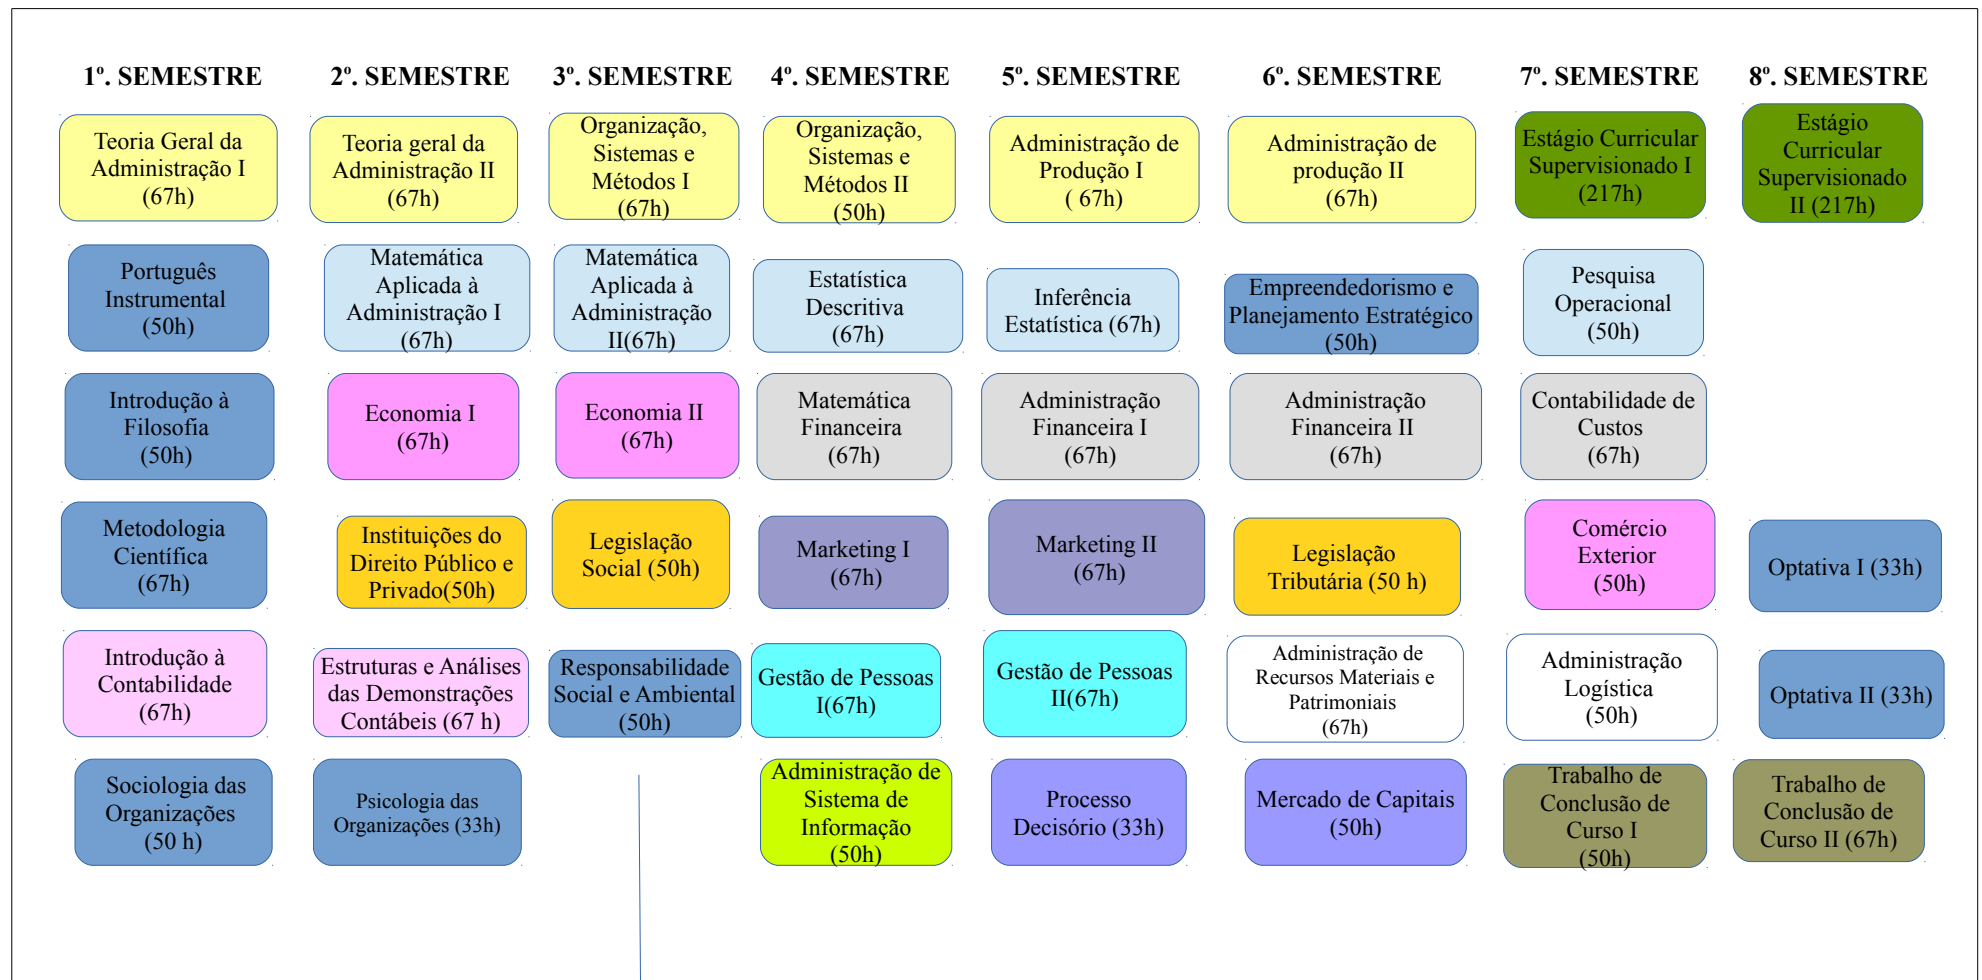 1º. SEMESTRE
2º. SEMESTRE
3º. SEMESTRE
4º. SEMESTRE
5º. SEMESTRE
6º. SEMESTRE
7º. SEMESTRE
8º. SEMESTRE
Teoria Geral da
Administração I
(67h)
Teoria geral da
Administração II
(67h)
Organização,
Sistemas e
Métodos I
(67h)
Organização,
Sistemas e
Métodos II
(50h)
Administração de
Produção I
( 67h)
Administração de
produção II
(67h)
Estágio Curricular
Supervisionado I
(217h)
Estágio
Curricular
Supervisionado
II (217h)
Português
Instrumental
(50h)
Matemática
Aplicada à
Administração I
(67h)
Matemática
Aplicada à
Administração
II(67h)
Estatística
Descritiva
(67h)
Inferência
Estatística (67h)
Empreendedorismo e
Planejamento Estratégico
(50h)
Pesquisa
Operacional
(50h)
Introdução à
Filosofia
(50h)
Economia I
(67h)
Economia II
(67h)
Matemática
Financeira
(67h)
Administração
Financeira I
(67h)
Administração
Financeira II
(67h)
Contabilidade de
Custos
(67h)
Metodologia
Científica
(67h)
Instituições do
Direito Público e
Privado(50h)
Legislação
Social (50h)
Marketing I
(67h)
Marketing II
(67h)
Legislação
Tributária (50 h)
Comércio
Exterior
(50h)
Optativa I (33h)
Introdução à
Contabilidade
(67h)
Estruturas e Análises
das Demonstrações
Contábeis (67 h)
Responsabilidade
Social e Ambiental
(50h)
Gestão de Pessoas
I(67h)
Gestão de Pessoas
II(67h)
Administração de
Recursos Materiais e
Patrimoniais
(67h)
Administração
Logística
(50h)
Optativa II (33h)
Sociologia das
Organizações
(50 h)
Psicologia das
Organizações (33h)
Administração de
Sistema de
Informação
(50h)
Processo
Decisório (33h)
Mercado de Capitais
(50h)
Trabalho de
Conclusão de
Curso I
(50h)
Trabalho de
Conclusão de
Curso II (67h)